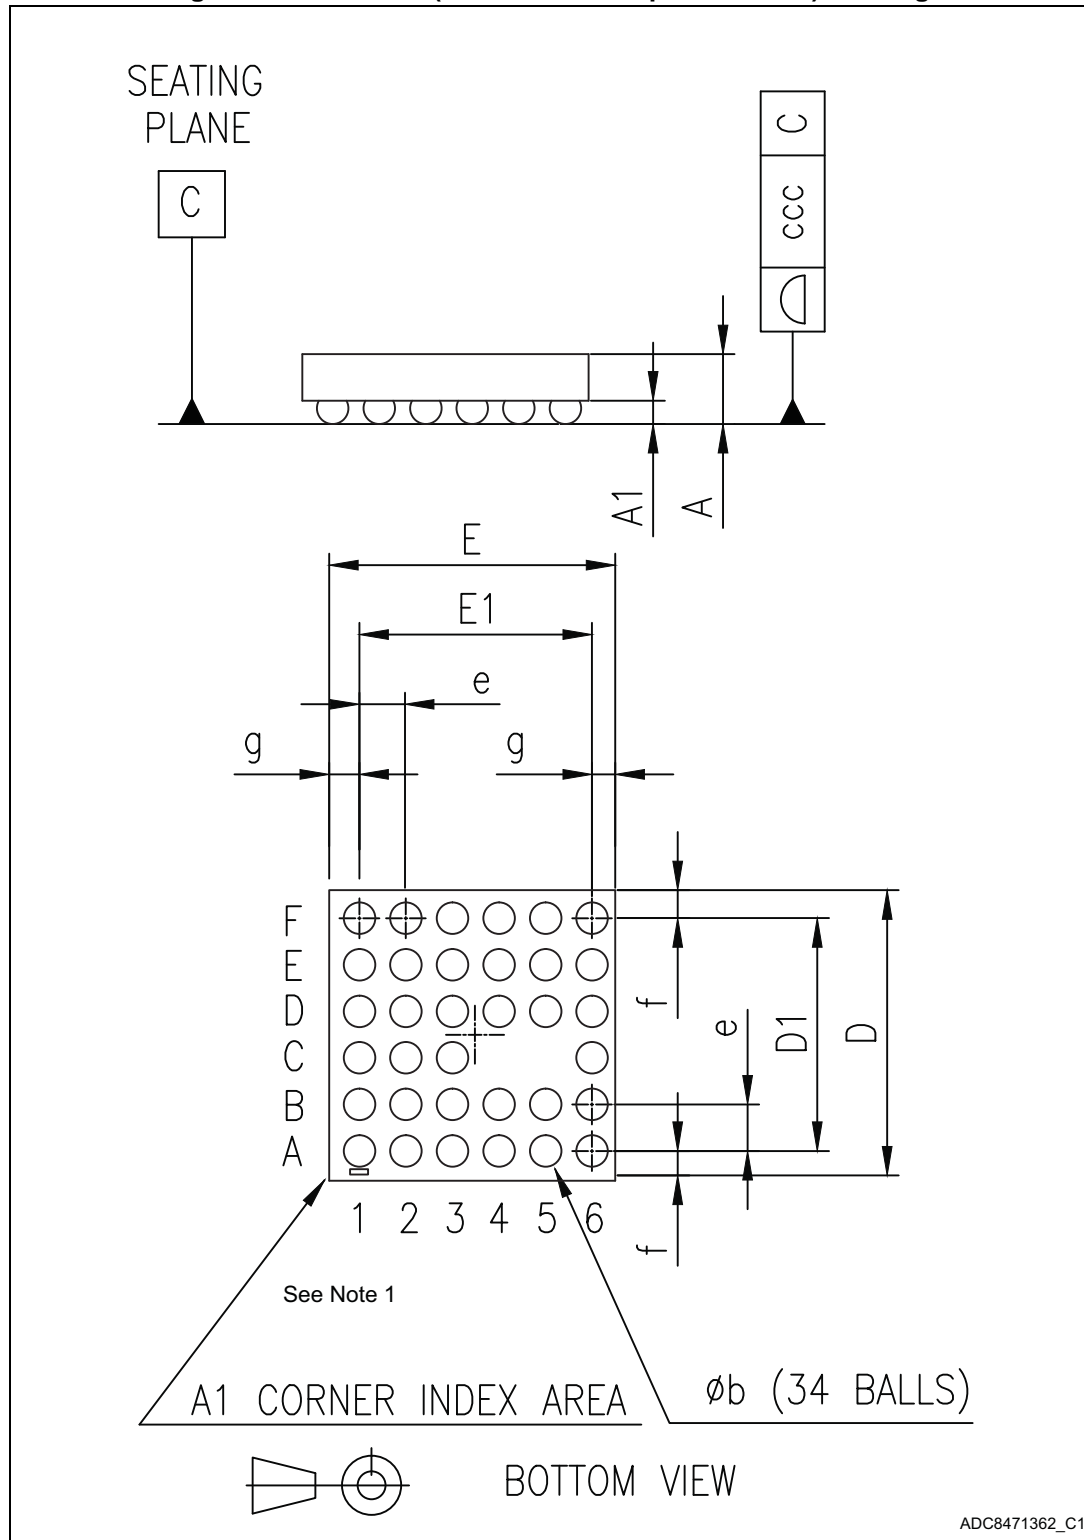 SEATING
PLANE
C
C
ccc
A1
A
E
E1
e
g
g
F
E
D
C
B
A
f
e
D1
D
f
1 2 3 4 5 6
See Note 1
A1 CORNER INDEX AREA
øb (34 BALLS)
BOTTOM VIEW
ADC8471362_C1